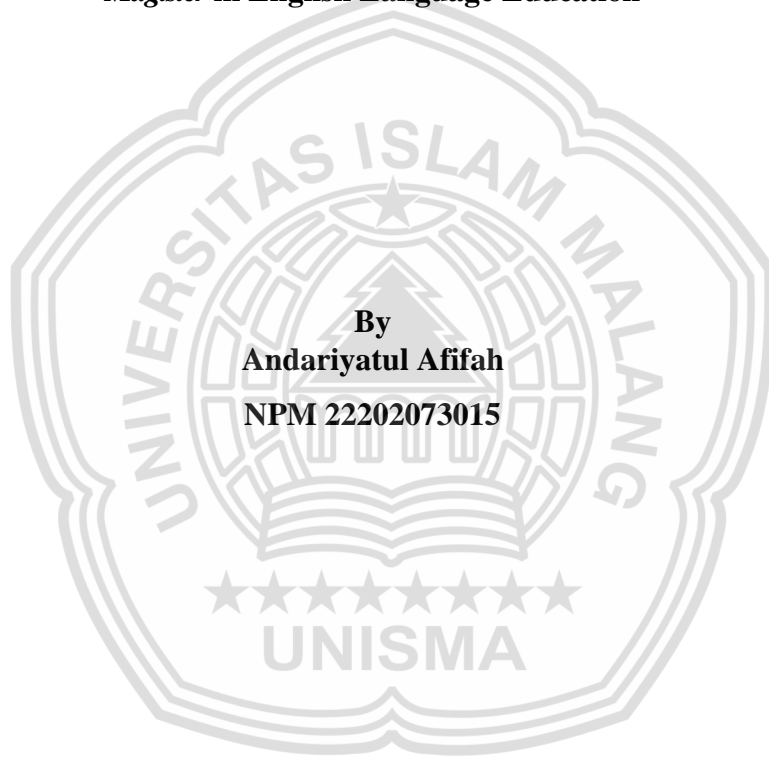 Magister in English Language Education
UNIVERSITAS ISLAM MALANG
By
Andariyatul Afifah
NPM 22202073015
UNISMA